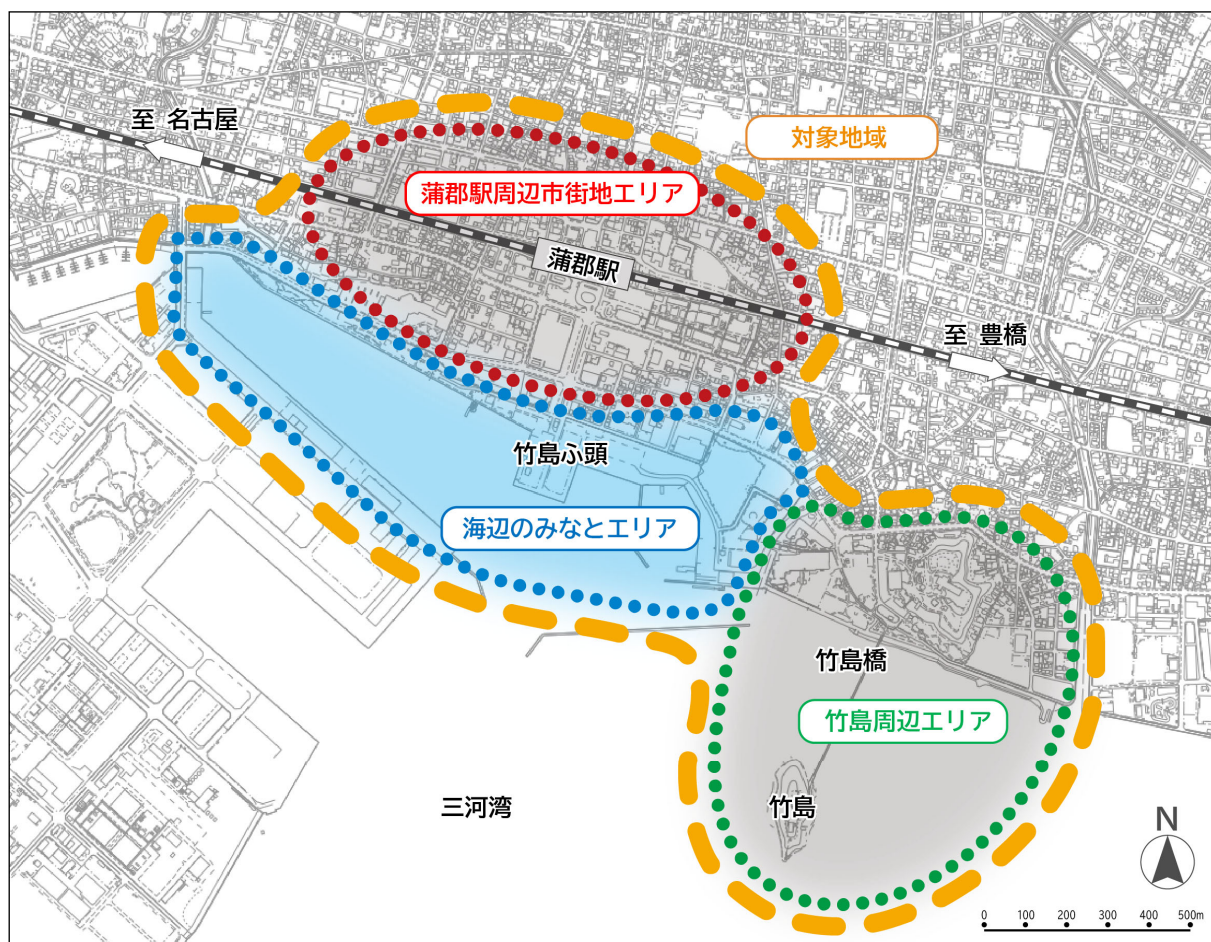 至 名古屋
対象地域
蒲郡駅周辺市街地エリア
蒲郡駅
至 豊橋
竹島ふ頭
海辺のみなとエリア
竹島橋
竹島周辺エリア
三河湾
竹島
N
0 100 200 300 400 500m